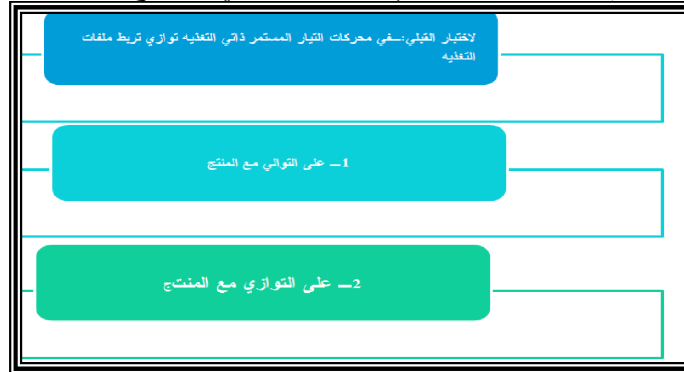 لاختبار القبلي:ــفي محركات التيار المستمر ذاتي التغذيه توازي تربط ملفات
التغذيه
1ــ على التوالي مع المنتج
2ــ على التوازي مع المنتج